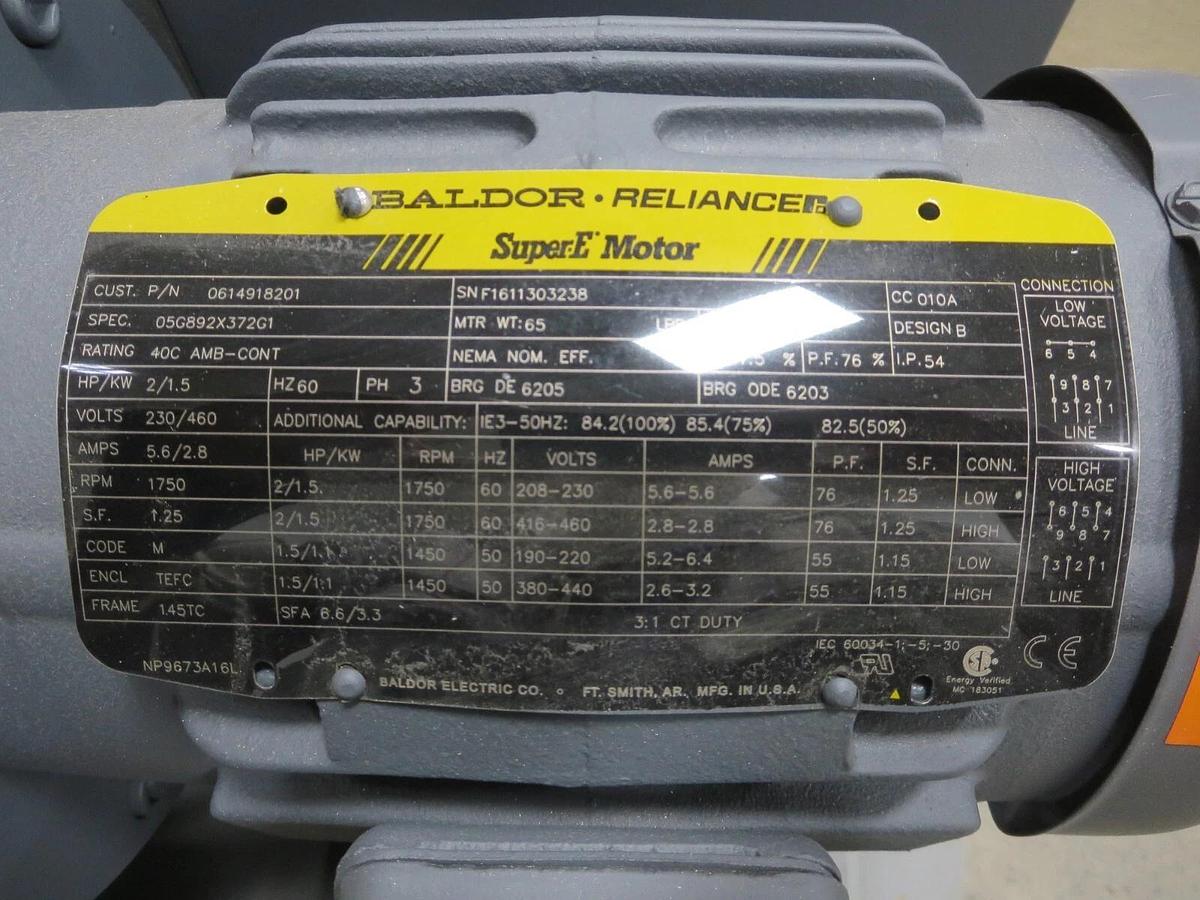 BALDOR • RELIANCE
Super-E Motor
CUST. P/N 0614918201 SN F1611303238 CC 010A
SPEC. 05G892X372G1 MTR WT: 65 DESIGN B
RATING 40C AMB-CONT NEMA NOM. EFF. % P.F. 76 % I.P. 54
HP/KW 2/1.5 HZ 60 PH 3 BRG DE 6205 BRG ODE 6203
VOLTS 230/460 ADDITIONAL CAPABILITY: IE3-50HZ: 84.2(100%) 85.4(75%) 82.5(50%)
AMPS 5.6/2.8 HP/KW RPM HZ VOLTS AMPS P.F. S.F. CONN.
RPM 1750 2/1.5 1750 60 208-230 5.6-5.6 76 1.25 LOW
S.F. 1.25 2/1.5 1750 60 416-460 2.8-2.8 76 1.25 HIGH
CODE M 1.5/1.1 1450 50 190-220 5.2-6.4 55 1.15 LOW
ENCL TEFC 1.5/1.1 1450 50 380-440 2.6-3.2 55 1.15 HIGH
FRAME 145TC SFA 6.6/3.3 3:1 CT DUTY
CONNECTION
LOW
VOLTAGE
6 5 4
9 8 7
3 2 1
LINE
HIGH
VOLTAGE
6 5 4
9 8 7
3 2 1
LINE
IEC 60034-1;-5;-30
NP9673A16L
BALDOR ELECTRIC CO. • FT. SMITH, AR. MFG. IN U.S.A.
Energy Verified
MC 183051
CE